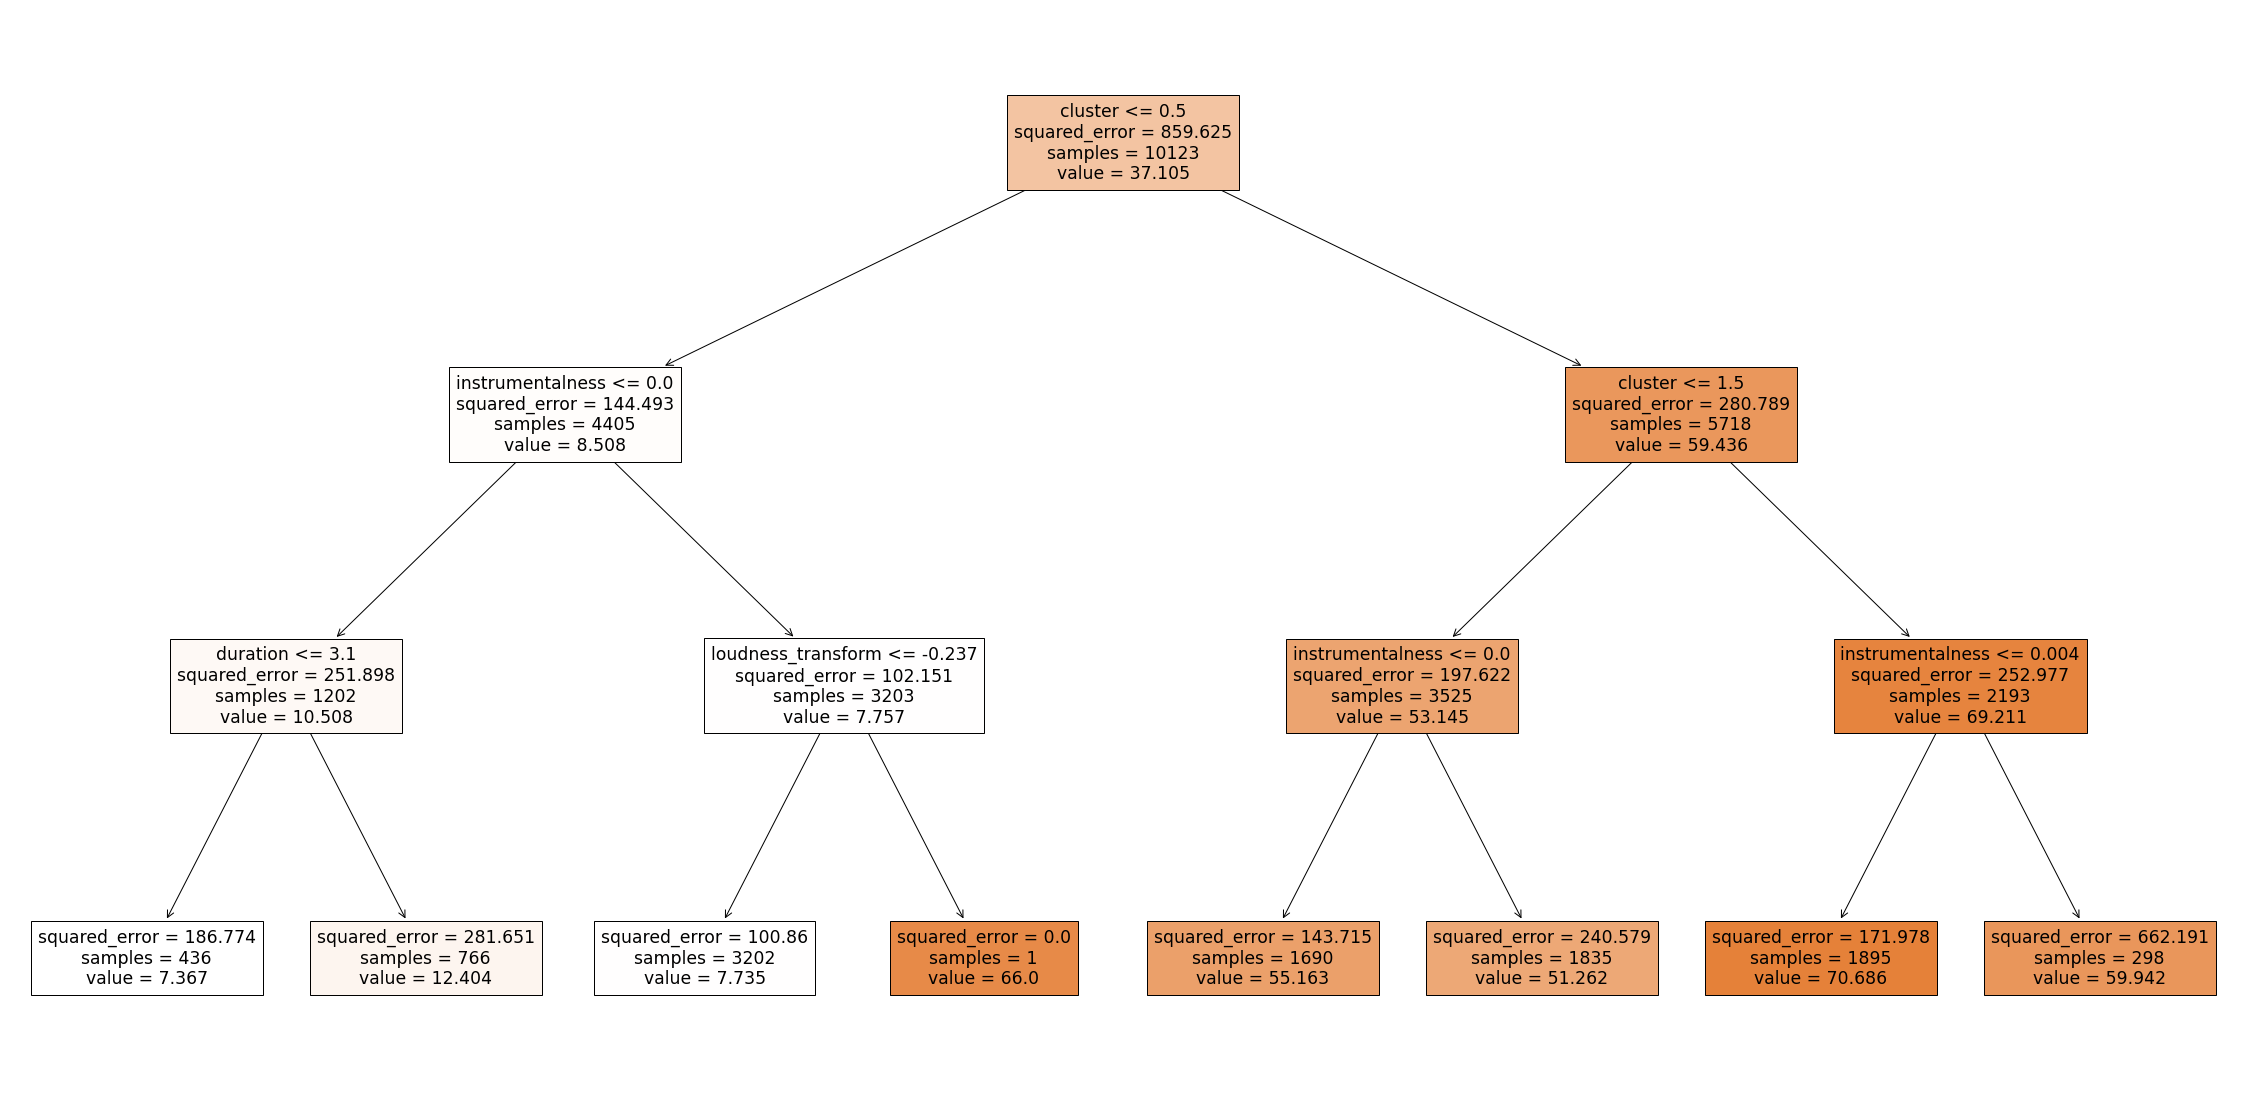 cluster <= 0.5
squared_error = 859.625
samples = 10123
value = 37.105
instrumentalness <= 0.0
squared_error = 144.493
samples = 4405
value = 8.508
cluster <= 1.5
squared_error = 280.789
samples = 5718
value = 59.436
duration <= 3.1
squared_error = 251.898
samples = 1202
value = 10.508
loudness_transform <= -0.237
squared_error = 102.151
samples = 3203
value = 7.757
instrumentalness <= 0.0
squared_error = 197.622
samples = 3525
value = 53.145
instrumentalness <= 0.004
squared_error = 252.977
samples = 2193
value = 69.211
squared_error = 186.774
samples = 436
value = 7.367
squared_error = 281.651
samples = 766
value = 12.404
squared_error = 100.86
samples = 3202
value = 7.735
squared_error = 0.0
samples = 1
value = 66.0
squared_error = 143.715
samples = 1690
value = 55.163
squared_error = 240.579
samples = 1835
value = 51.262
squared_error = 171.978
samples = 1895
value = 70.686
squared_error = 662.191
samples = 298
value = 59.942